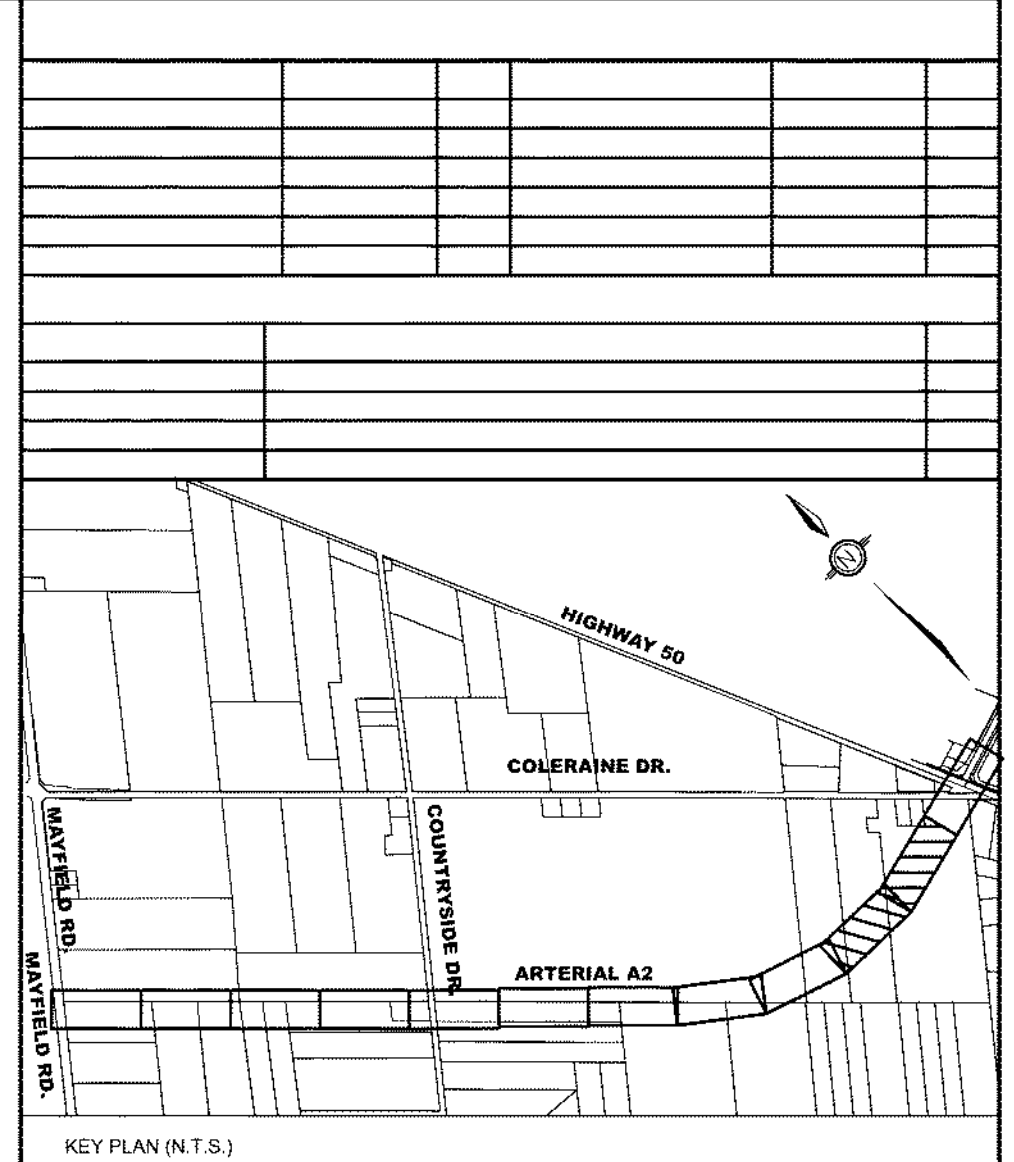 N
HIGHWAY 50
COLERAINE DR.
MAYFIELD RD.
COUNTRYSIDE DR.
ARTERIAL A2
MAYFIELD RD.
KEY PLAN (N.T.S.)